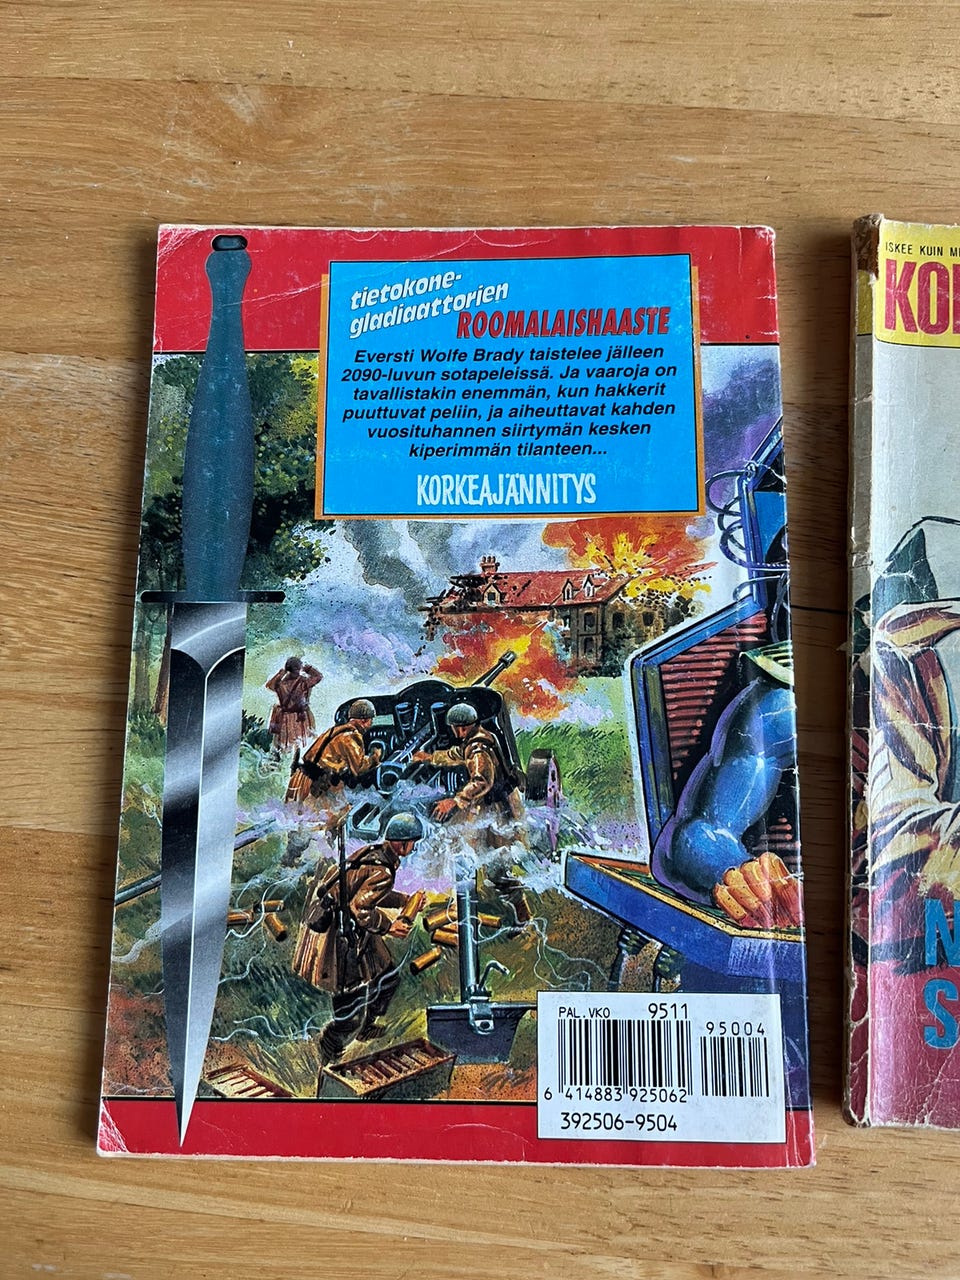 tietokone-
gladiaattorien
ROOMALAISHAASTE
Eversti Wolfe Brady taistelee jälleen
2090-luvun sotapeleissä. Ja vaaroja on
tavallistakin enemmän, kun hakkerit
puuttuvat peliin, ja aiheuttavat kahden
vuosituhannen siirtymän kesken
kiperimmän tilanteen...
KORKEAJÄNNITYS
PAL.VKO 9511
95004
6 414883 925062
392506-9504
ISKEE KUIN